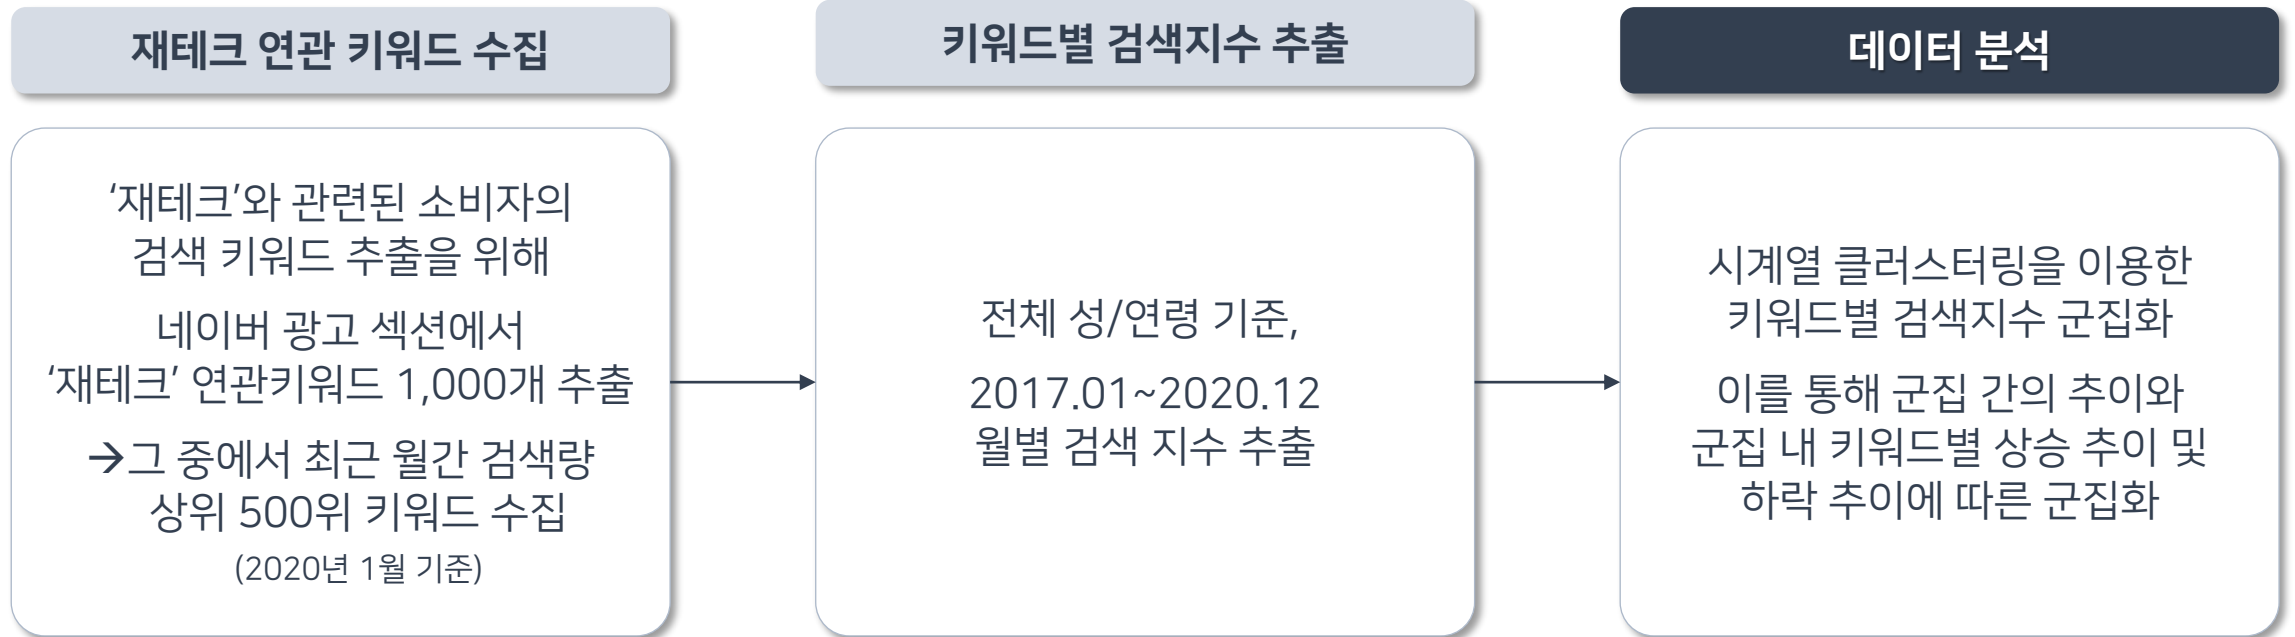 재테크 연관 키워드 수집
‘재테크’와 관련된 소비자의
검색 키워드 추출을 위해
네이버 광고 섹션에서
‘재테크’ 연관키워드 1,000개 추출
→그 중에서 최근 월간 검색량
상위 500위 키워드 수집
(2020년 1월 기준)
키워드별 검색지수 추출
전체 성/연령 기준,
2017.01~2020.12
월별 검색 지수 추출
데이터 분석
시계열 클러스터링을 이용한
키워드별 검색지수 군집화
이를 통해 군집 간의 추이와
군집 내 키워드별 상승 추이 및
하락 추이에 따른 군집화